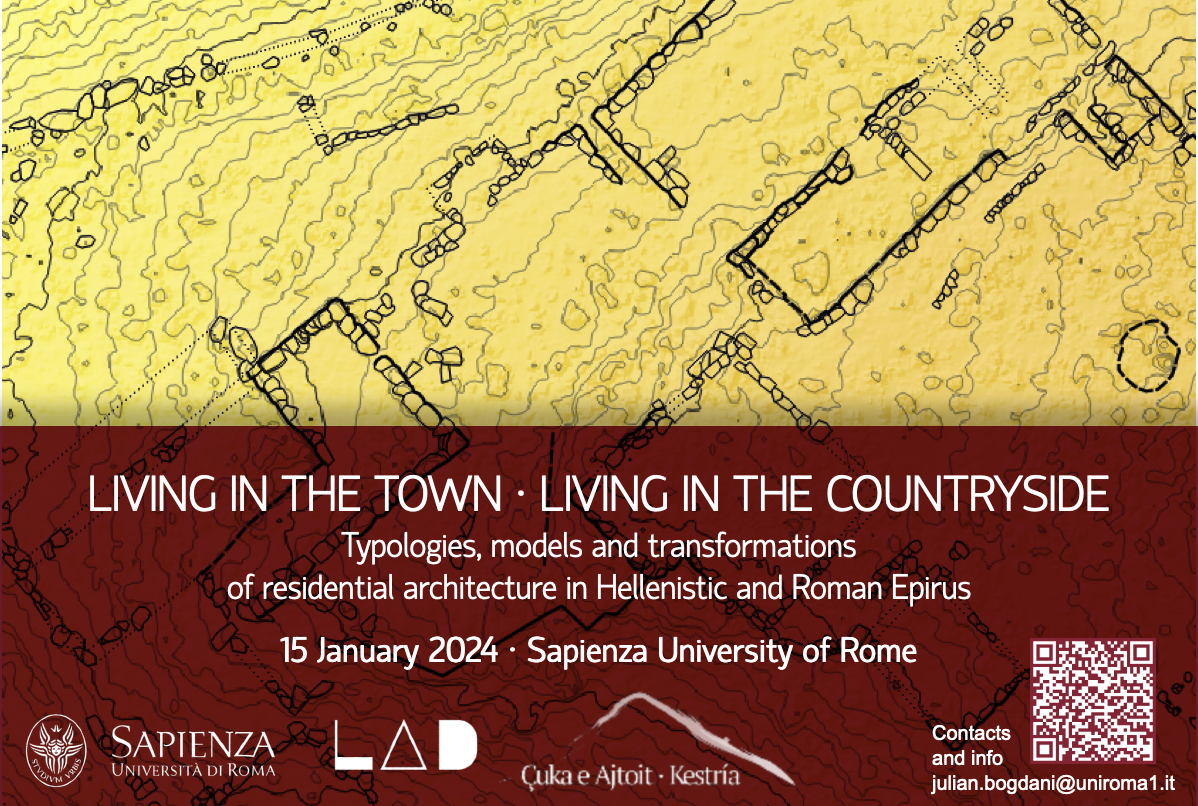 LIVING IN THE TOWN · LIVING IN THE COUNTRYSIDE
Typologies, models and transformations
of residential architecture in Hellenistic and Roman Epirus
15 January 2024 · Sapienza University of Rome
STVDIVM VRBIS
SAPIENZA
UNIVERSITÀ DI ROMA
LAD
Çuka e Ajtoit · Kestría
Contacts
and info
julian.bogdani@uniroma1.it